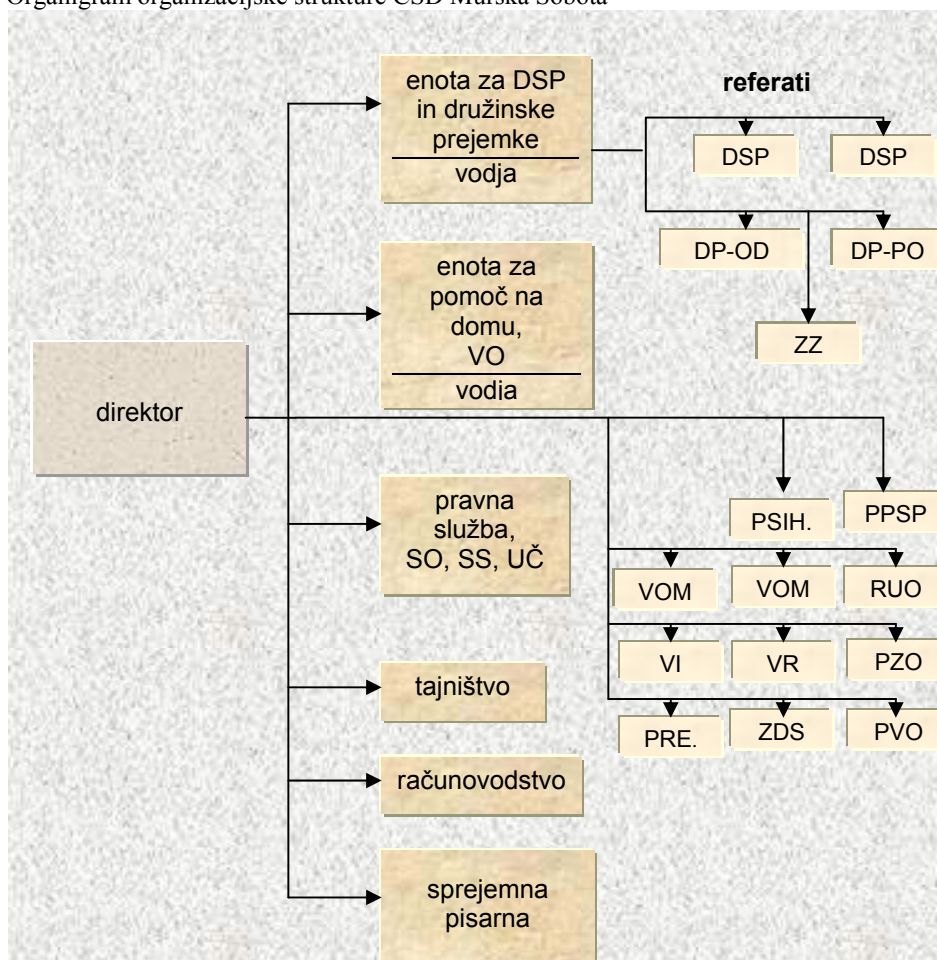 Organigram organizacijske strukture CSD Murska Sobota
enota za DSP
in družinske
prejemke
vodja
referati
DSP
DSP
DP-OD
DP-PO
ZZ
enota za
pomoč na
domu,
VO
vodja
direktor
pravna
služba,
SO, SS, UČ
PSIH.
PPSP
VOM
VOM
RUO
VI
VR
PZO
PRE.
ZDS
PVO
tajništvo
računovodstvo
sprejemna
pisarna